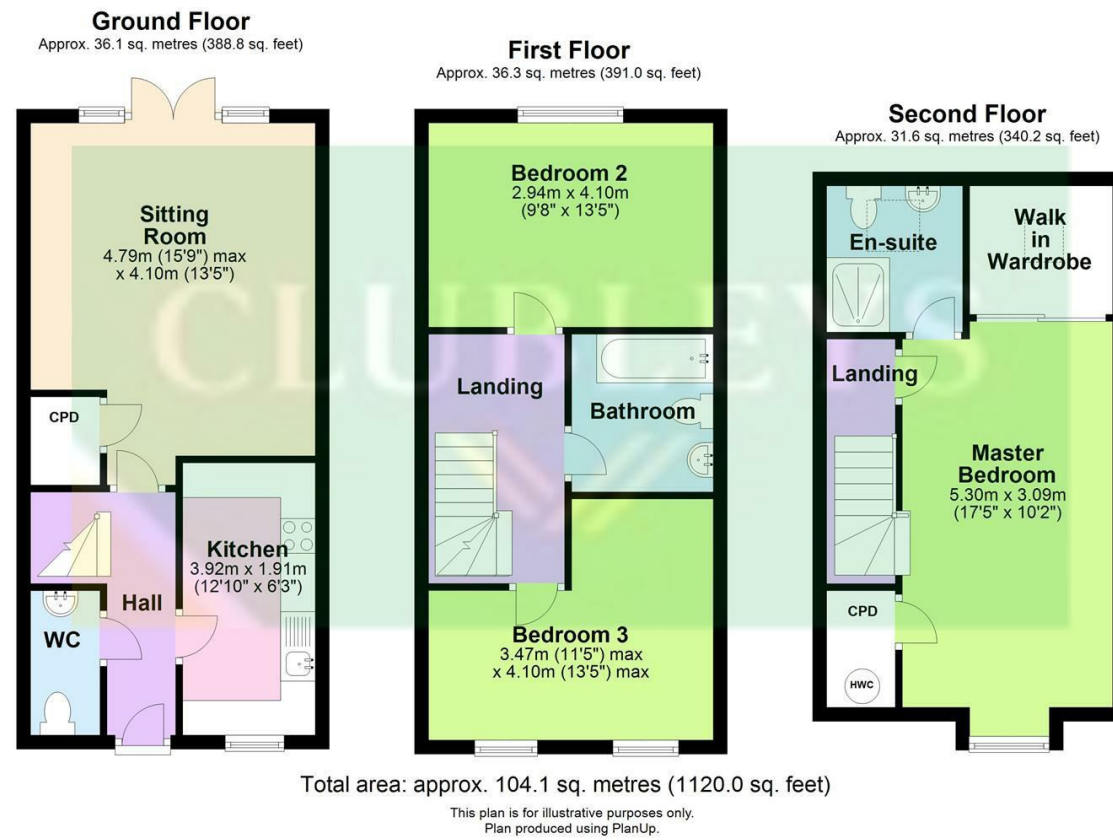 Ground Floor
Approx. 36.1 sq. metres (388.8 sq. feet)
Sitting
Room
4.79m (15'9") max
x 4.10m (13'5")
CPD
Kitchen
3.92m x 1.91m
(12'10" x 6'3")
Hall
WC
First Floor
Approx. 36.3 sq. metres (391.0 sq. feet)
Bedroom 2
2.94m x 4.10m
(9'8" x 13'5")
Landing
Bathroom
Bedroom 3
3.47m (11'5") max
x 4.10m (13'5") max
Second Floor
Approx. 31.6 sq. metres (340.2 sq. feet)
En-suite
Walk
in
Wardrobe
Landing
Master
Bedroom
5.30m x 3.09m
(17'5" x 10'2")
CPD
HWC
CLUBLEYS
Total area: approx. 104.1 sq. metres (1120.0 sq. feet)
This plan is for illustrative purposes only.
Plan produced using PlanUp.